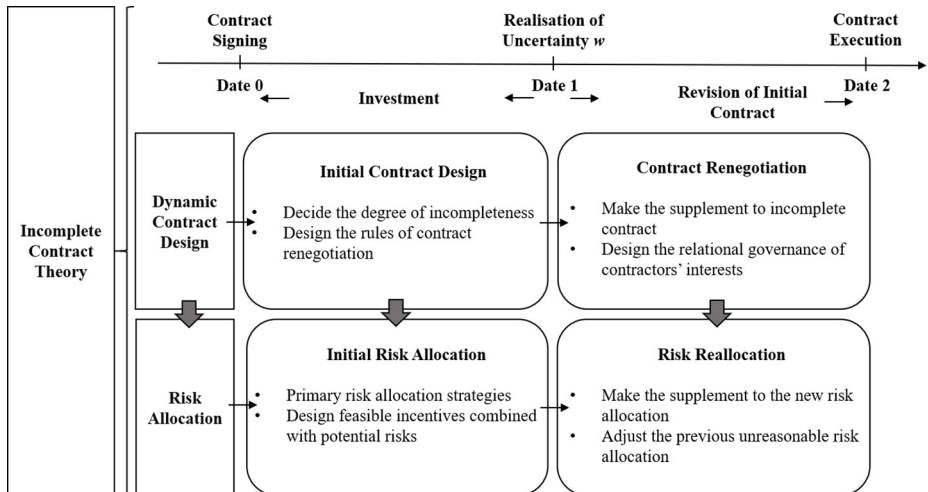 Contract
Signing
Realisation of
Uncertainty w
Contract
Execution
Date 0
Date 1
Date 2
Investment
Revision of Initial
Contract
Incomplete
Contract
Theory
Dynamic
Contract
Design
Initial Contract Design
• Decide the degree of incompleteness
• Design the rules of contract
renegotiation
Contract Renegotiation
• Make the supplement to incomplete
contract
• Design the relational governance of
contractors' interests
Risk
Allocation
Initial Risk Allocation
• Primary risk allocation strategies
• Design feasible incentives combined
with potential risks
Risk Reallocation
• Make the supplement to the new risk
allocation
• Adjust the previous unreasonable risk
allocation